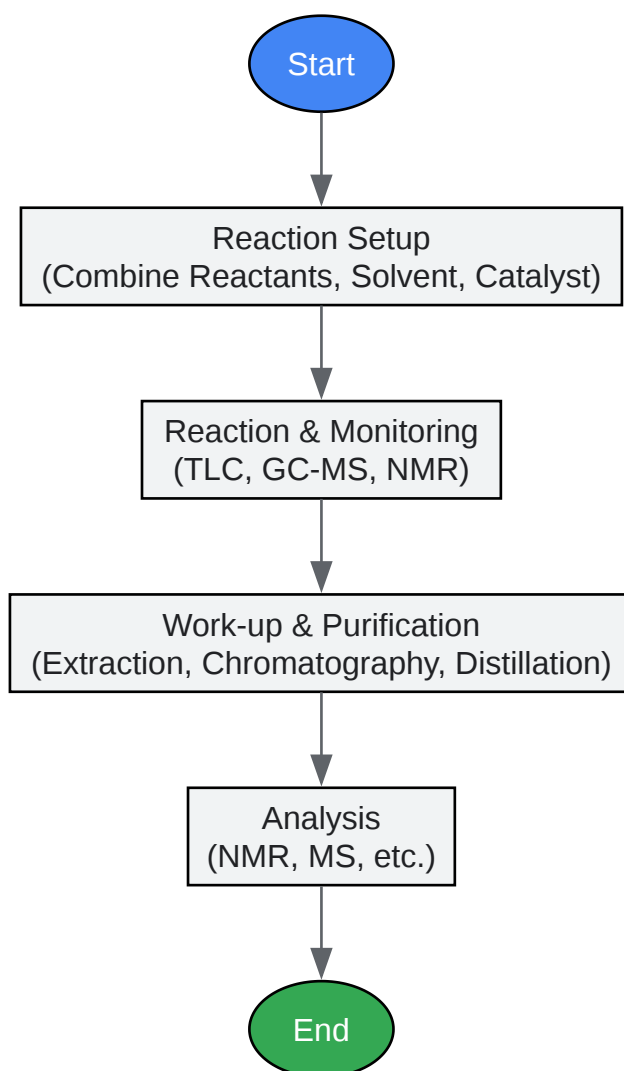 Start
Reaction Setup
(Combine Reactants, Solvent, Catalyst)
Reaction & Monitoring
(TLC, GC-MS, NMR)
Work-up & Purification
(Extraction, Chromatography, Distillation)
Analysis
(NMR, MS, etc.)
End